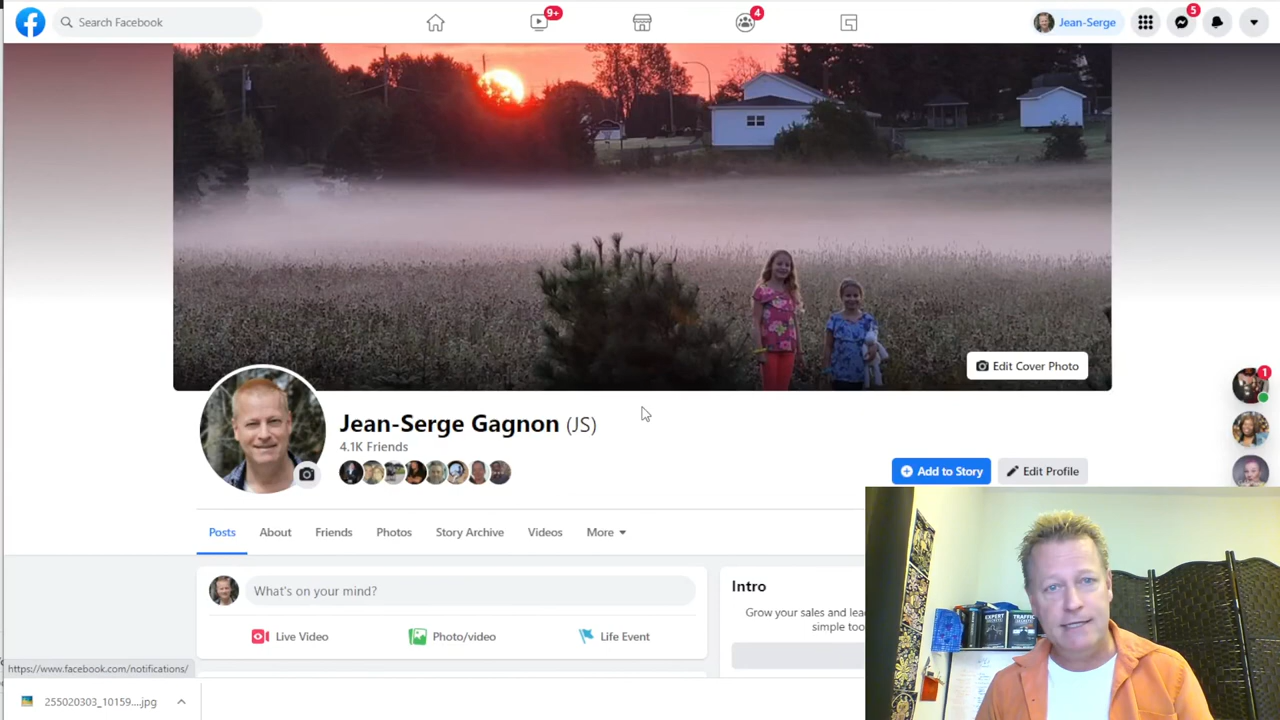 Search Facebook
9+
4
Jean-Serge
5
Edit Cover Photo
1
Jean-Serge Gagnon (JS)
4.1K Friends
Add to Story
Edit Profile
Posts
About
Friends
Photos
Story Archive
Videos
More
What's on your mind?
Live Video
Photo/video
Life Event
Intro
Grow your sales and
simple
EXPERT
TRAFFIC
https://www.facebook.com/notifications/
255020303_10159....jpg